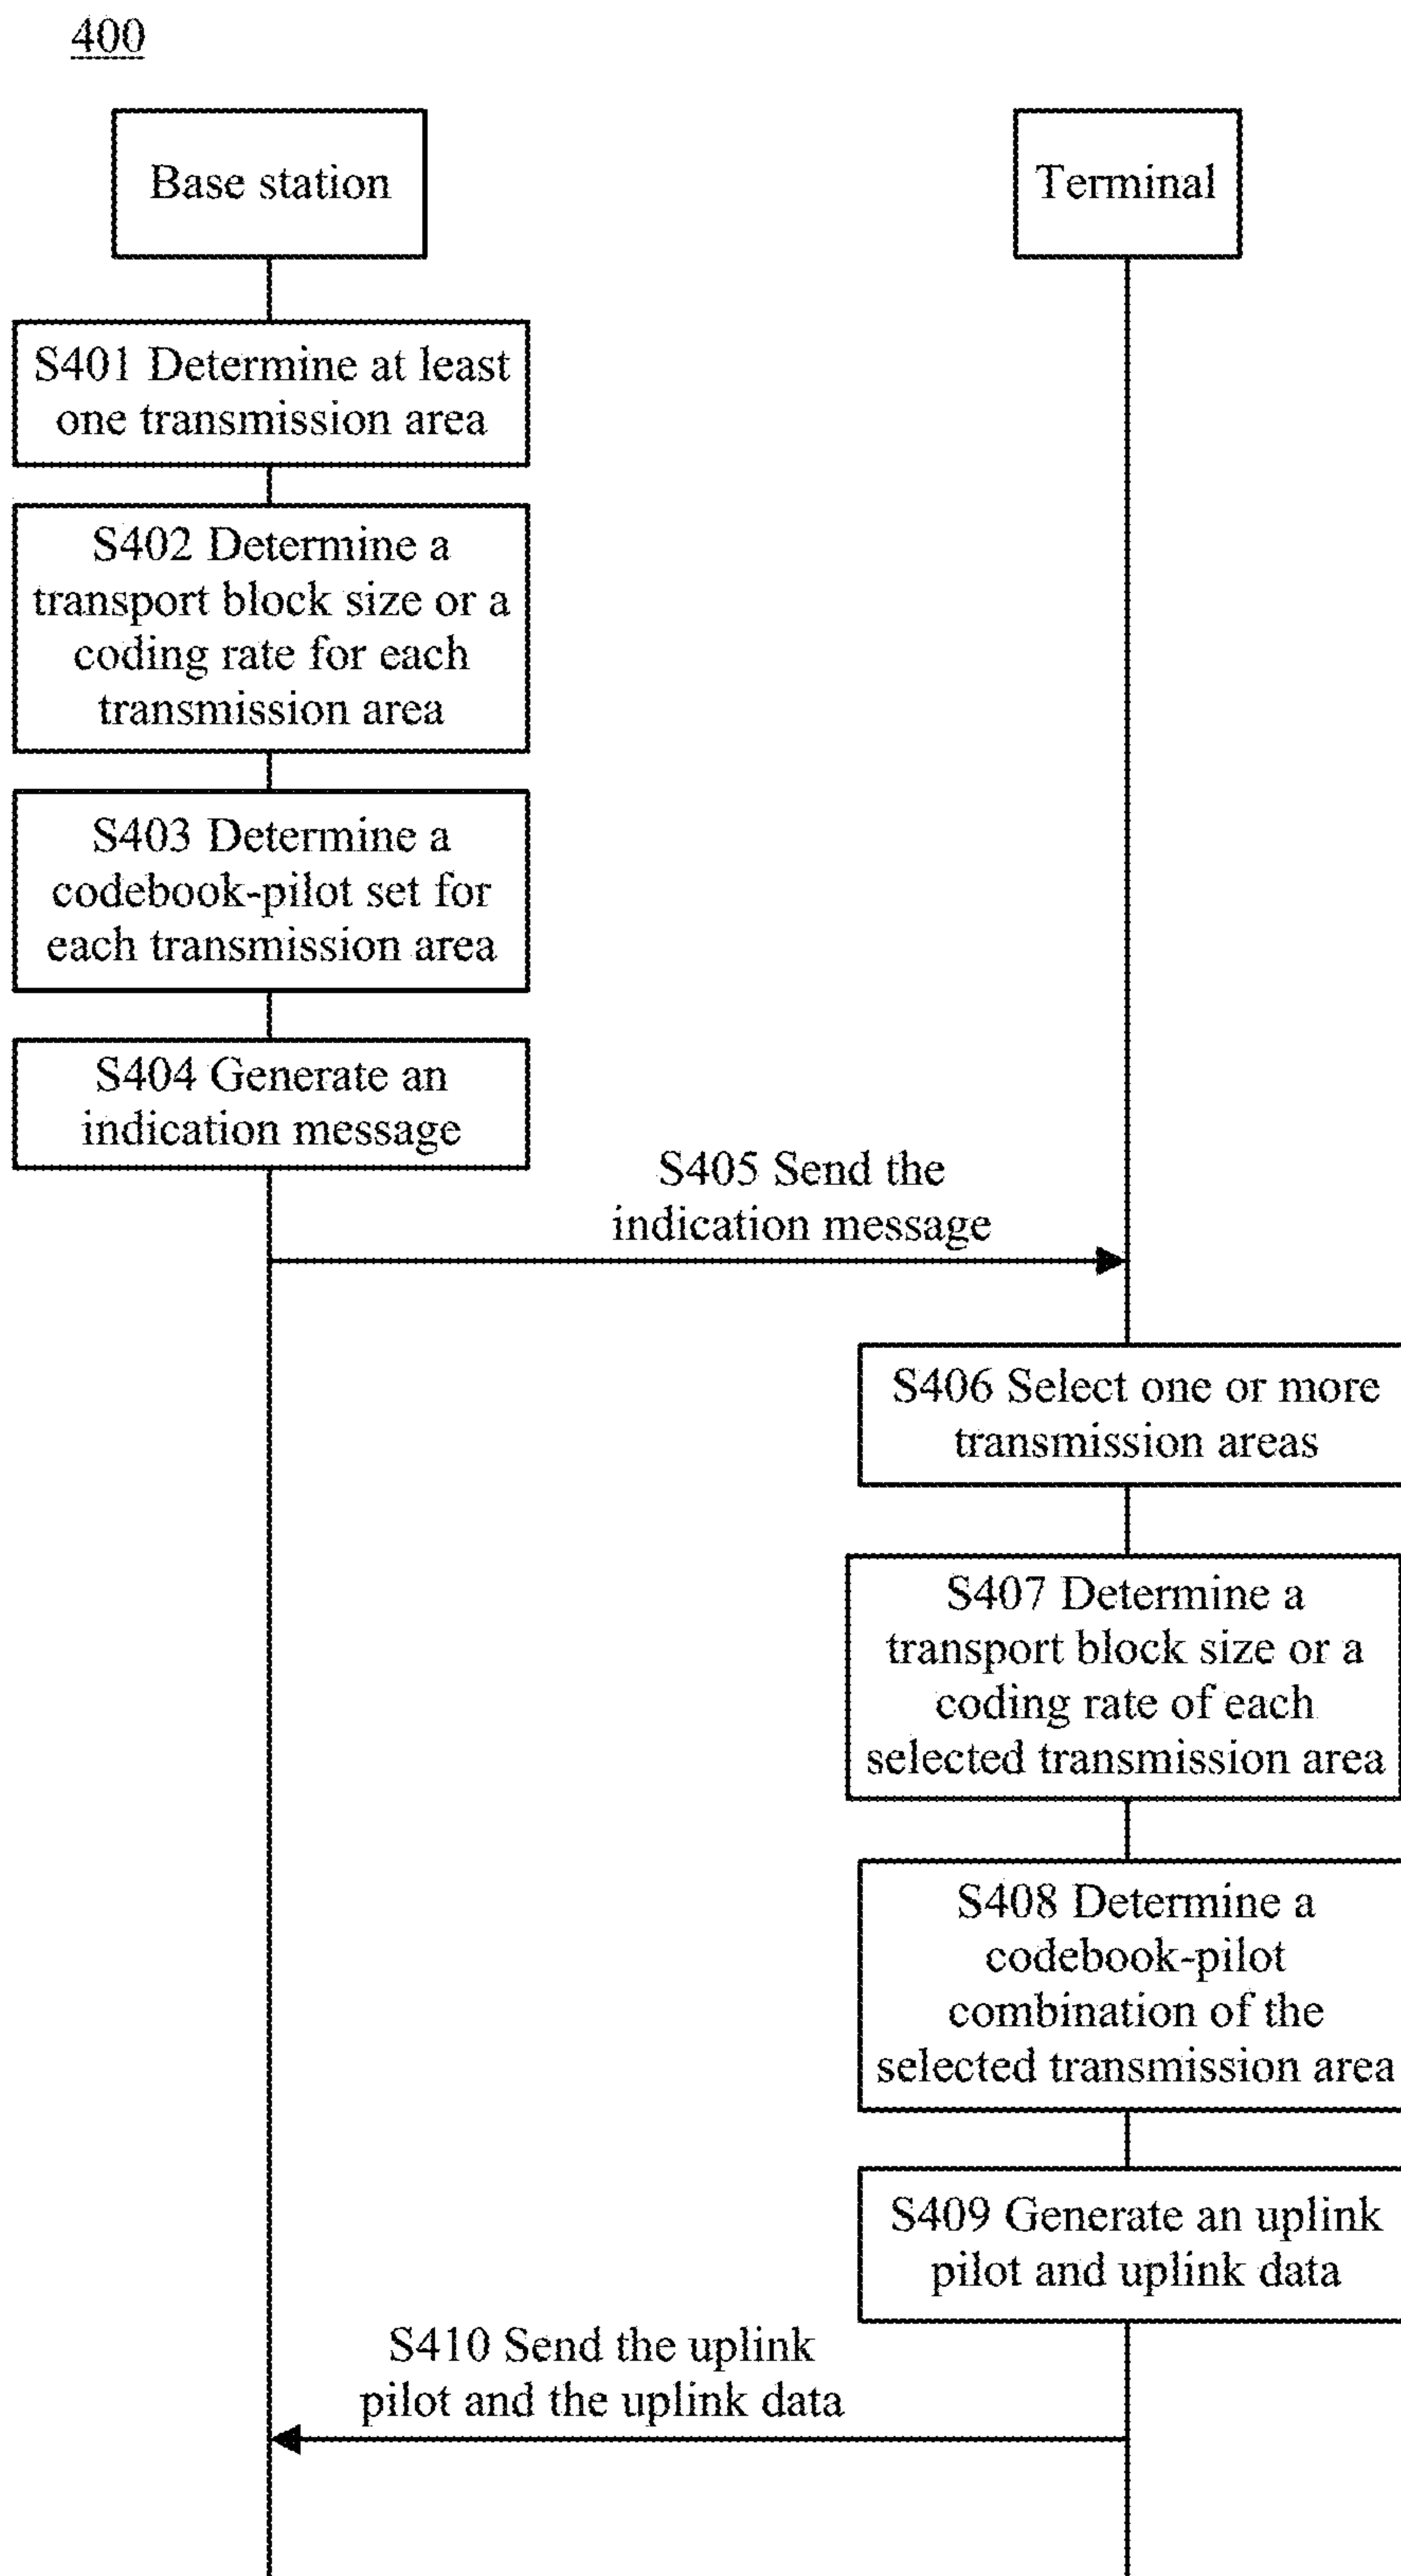 400
Base station
Terminal
S401 Determine at least
one transmission area
S402 Determine a
transport block size or a
coding rate for each
transmission area
S403 Determine a
codebook-pilot set for
each transmission area
S404 Generate an
indication message
S405 Send the
indication message
S406 Select one or more
transmission areas
S407 Determine a
transport block size or a
coding rate of each
selected transmission area
S408 Determine a
codebook-pilot
combination of the
selected transmission area
S409 Generate an uplink
pilot and uplink data
S410 Send the uplink
pilot and the uplink data